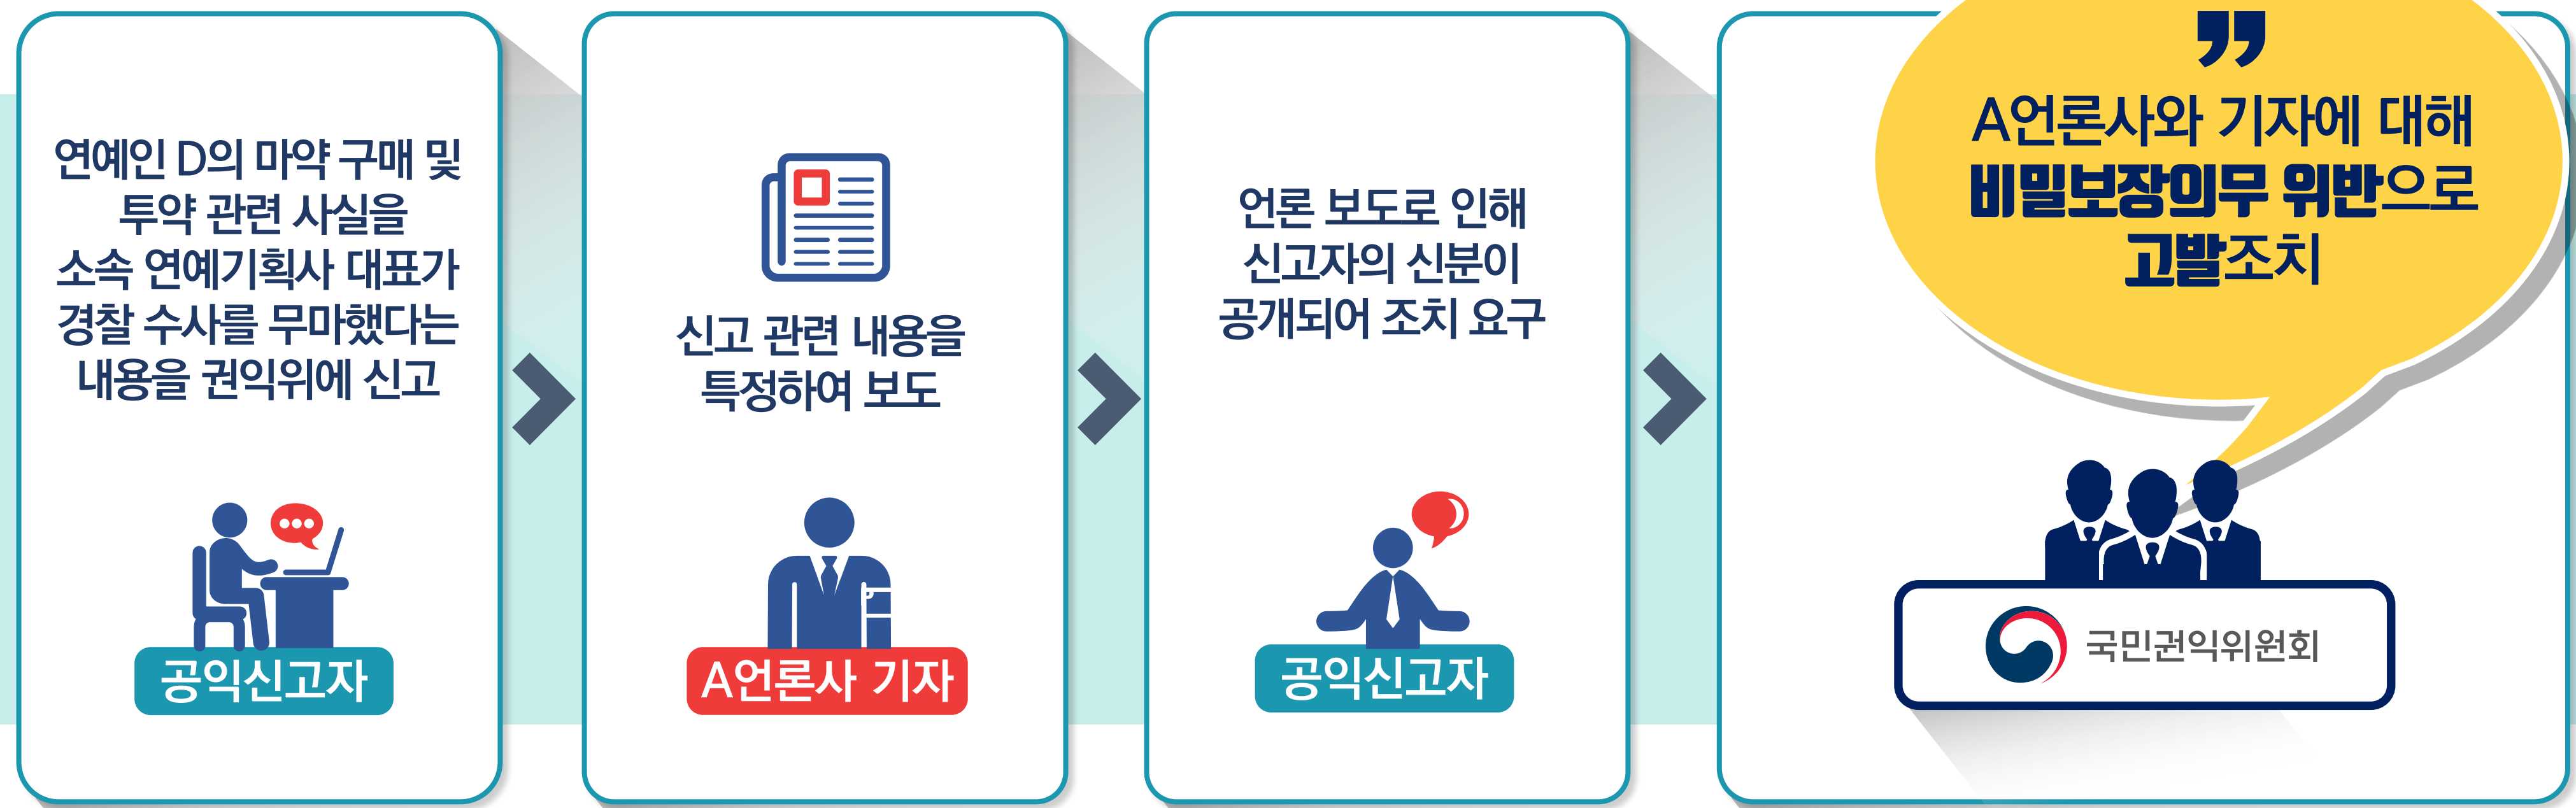 연예인 D의 마약 구매 및
투약 관련 사실을
소속 연예기획사 대표가
경찰 수사를 무마했다는
내용을 권익위에 신고
공익신고자
신고 관련 내용을
특정하여 보도
A언론사 기자
언론 보도로 인해
신고자의 신분이
공개되어 조치 요구
공익신고자
”
A언론사와 기자에 대해
비밀보장의무 위반으로
고발조치
국민권익위원회